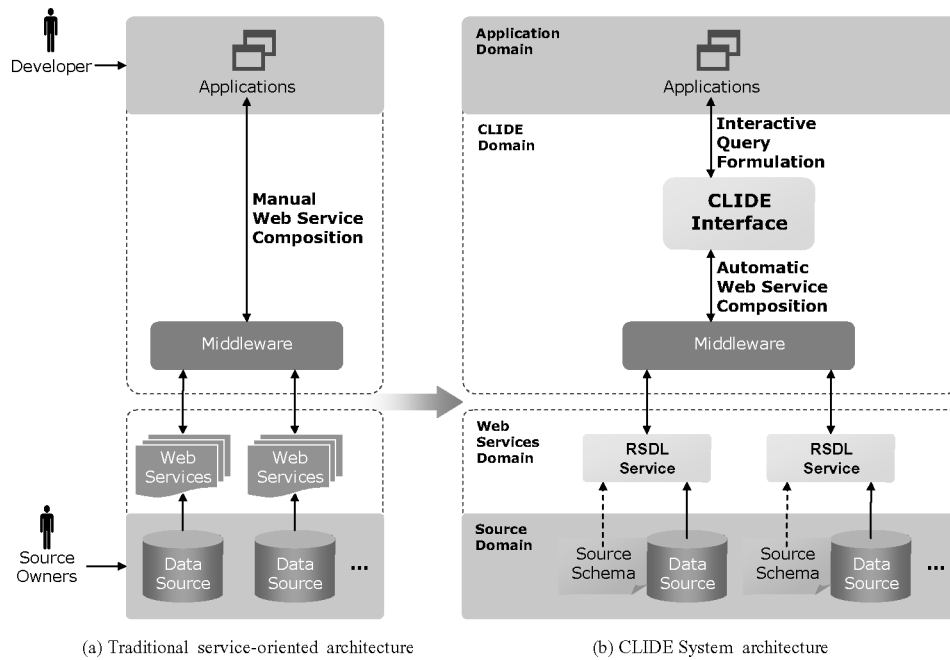 Developer
Applications
Manual
Web Service
Composition
Middleware
Web
Services
Web
Services
Source
Owners
Data
Source
Data
Source
...
(a) Traditional service-oriented architecture
Application
Domain
Applications
CLIDE
Domain
Interactive
Query
Formulation
CLIDE
Interface
Automatic
Web Service
Composition
Middleware
Web
Services
Domain
RSDL
Service
RSDL
Service
Source
Domain
Source
Schema
Data
Source
Source
Schema
Data
Source
...
(b) CLIDE System architecture